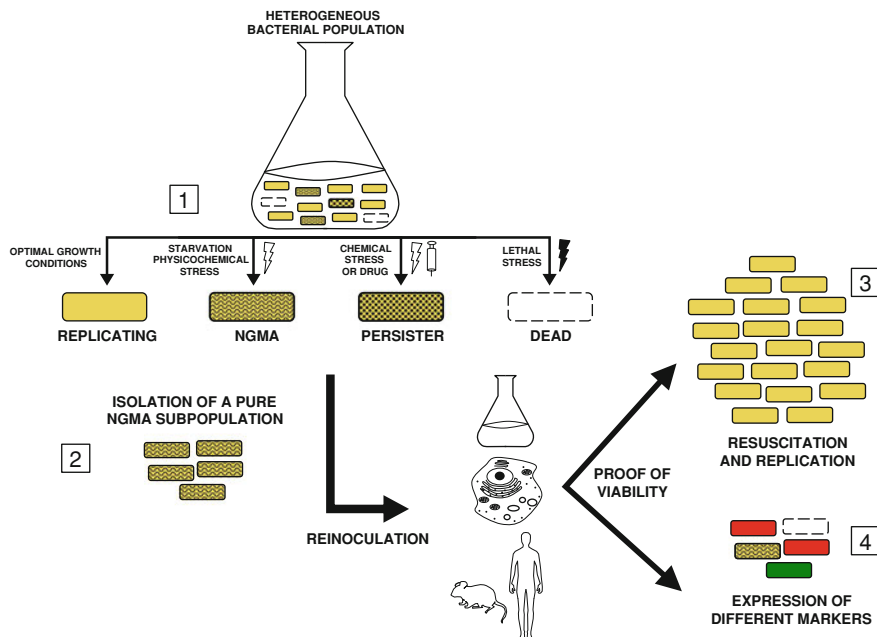 HETEROGENEOUS
BACTERIAL POPULATION
1
OPTIMAL GROWTH
CONDITIONS
STARVATION
PHYSICOCHEMICAL
STRESS
CHEMICAL
STRESS
OR DRUG
LETHAL
STRESS
REPLICATING
NGMA
PERSISTER
DEAD
ISOLATION OF A PURE
NGMA SUBPOPULATION
2
REINOCULATION
PROOF OF
VIABILITY
3
RESUSCITATION
AND REPLICATION
4
EXPRESSION OF
DIFFERENT MARKERS